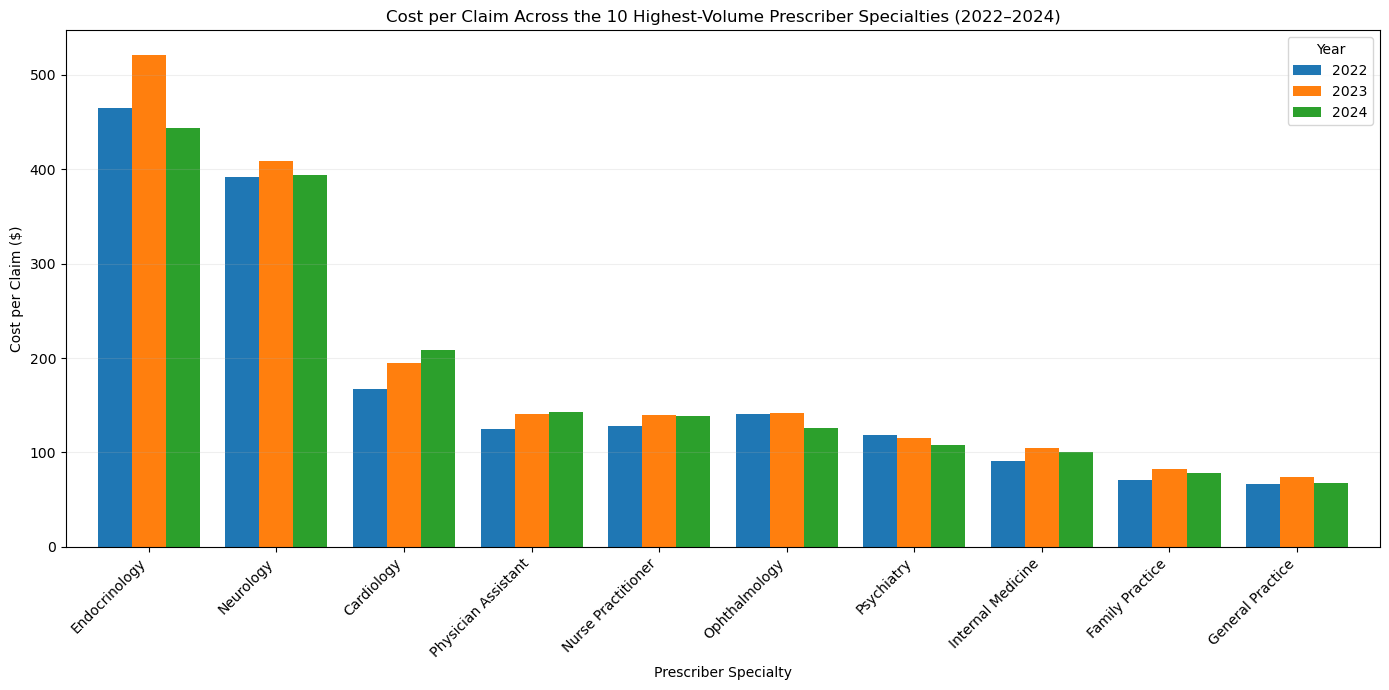 Cost per Claim Across the 10 Highest-Volume Prescriber Specialties (2022–2024)
Year
2022
2023
2024
Cost per Claim ($)
500
400
300
200
100
0
Endocrinology
Neurology
Cardiology
Physician Assistant
Nurse Practitioner
Ophthalmology
Psychiatry
Internal Medicine
Family Practice
General Practice
Prescriber Specialty